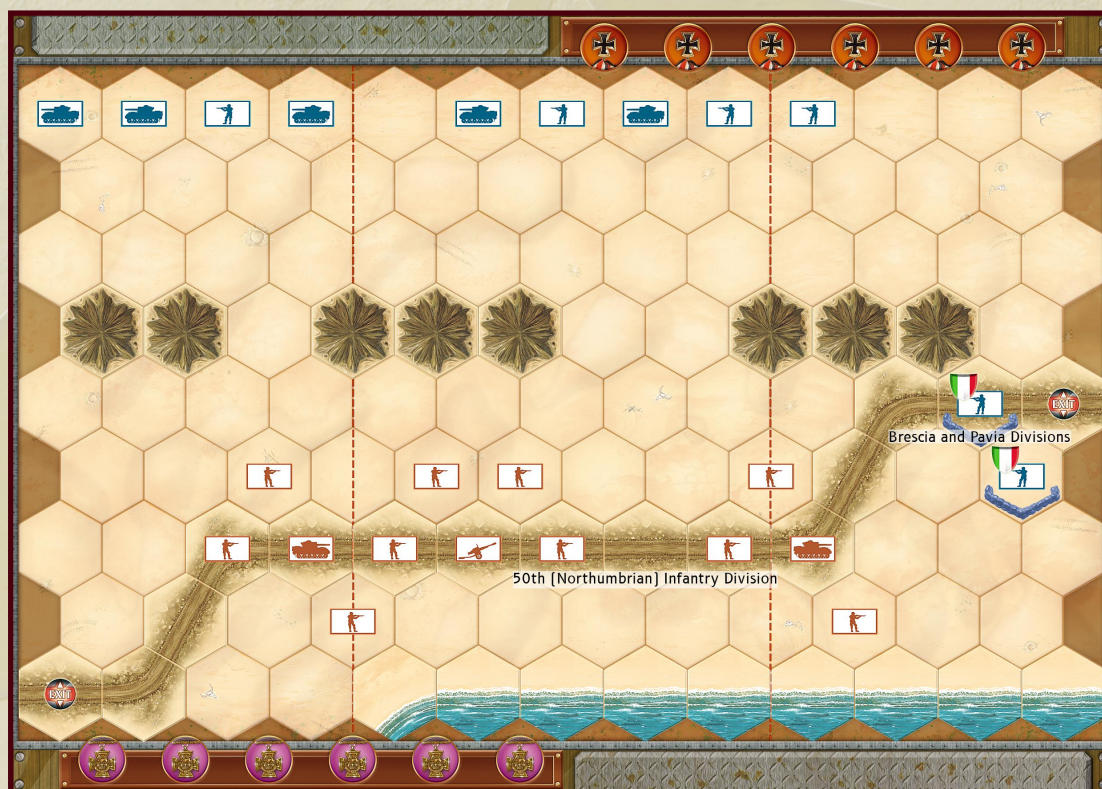 EXIT
Brescia and Pavia Divisions
50th (Northumbrian) Infantry Division
EXIT